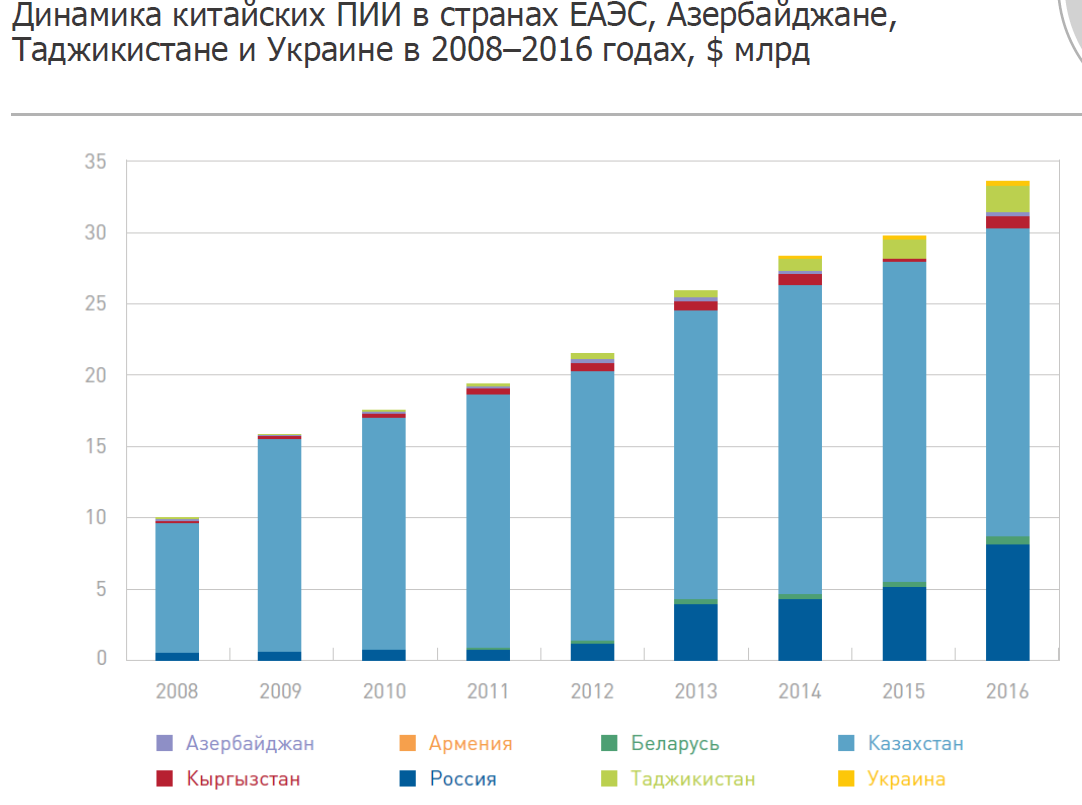 Динамика китайских ПИИ в странах ЕАЭС, Азербайджане,
Таджикистане и Украине в 2008–2016 годах, $ млрд
35
30
25
20
15
10
5
0
2008 2009 2010 2011 2012 2013 2014 2015 2016
Азербайджан Армения Беларусь Казахстан
Кыргызстан Россия Таджикистан Украина